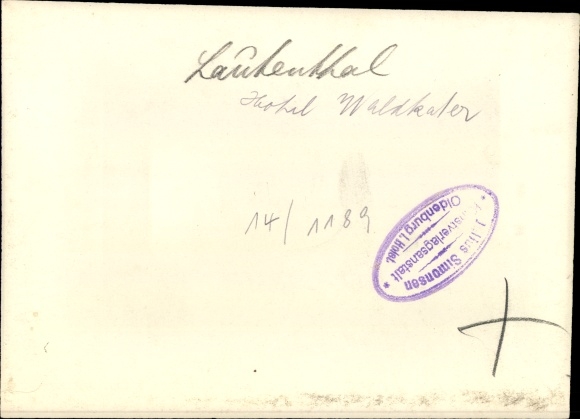 Lautenthal
Hotel Waldkater
14/1189
Julius Simonsen
Kunstverlagsanstalt
Oldenburg i. Holst.